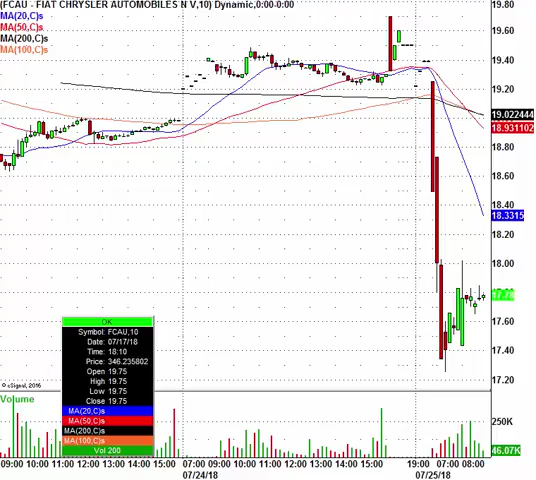 (FCAU - FIAT CHRYSLER AUTOMOBILES N V,10) Dynamic,0:00-0:00
MA(20,C)s
MA(50,C)s
MA(200,C)s
MA(100,C)s
19.80
19.60
19.40
19.20
19.022444
18.931102
18.80
18.60
18.40
18.3315
18.20
18.00
17.60
17.40
17.20
OK
Symbol: FCAU,10
Date: 07/17/18
Time: 18:10
Price: 346.235802
Open 19.75
High 19.75
Low 19.75
Close 19.75
MA(20,C)s
MA(50,C)s
MA(200,C)s
MA(100,C)s
Vol 200
© eSignal, 2016
Volume
250K
46.07K
09:00 10:00 11:00 12:00 13:00 14:00 15:00 07:00 09:00 10:00 11:00 12:00 13:00 14:00 15:00 19:00 07:00 08:00
07/24/18 07/25/18